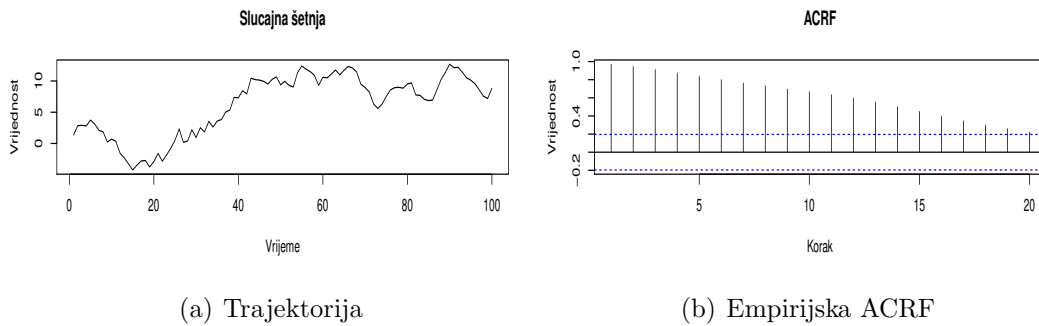 Slucajna šetnja
Vrijednost
10
5
0
0
20
40
60
80
100
Vrijeme
(a) Trajektorija
ACRF
Vrijednost
1.0
0.4
−0.2
5
10
15
20
Korak
(b) Empirijska ACRF